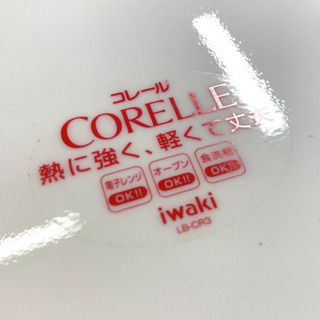 コレール
CORELLE
熱に強く、軽くて丈夫
電子レンジ オーブン 食洗機
OK!! OK!! OK!!
iwaki
LB-CR3